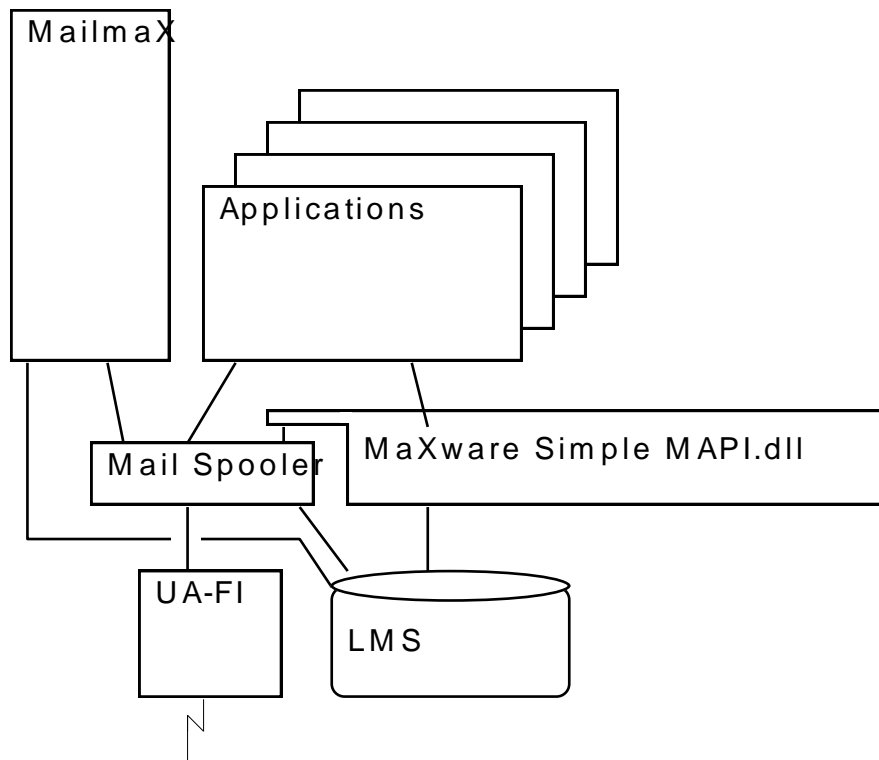 MailmaX
Applications
MaXware Simple MAPI.dll
Mail Spooler
UA-FI
LMS